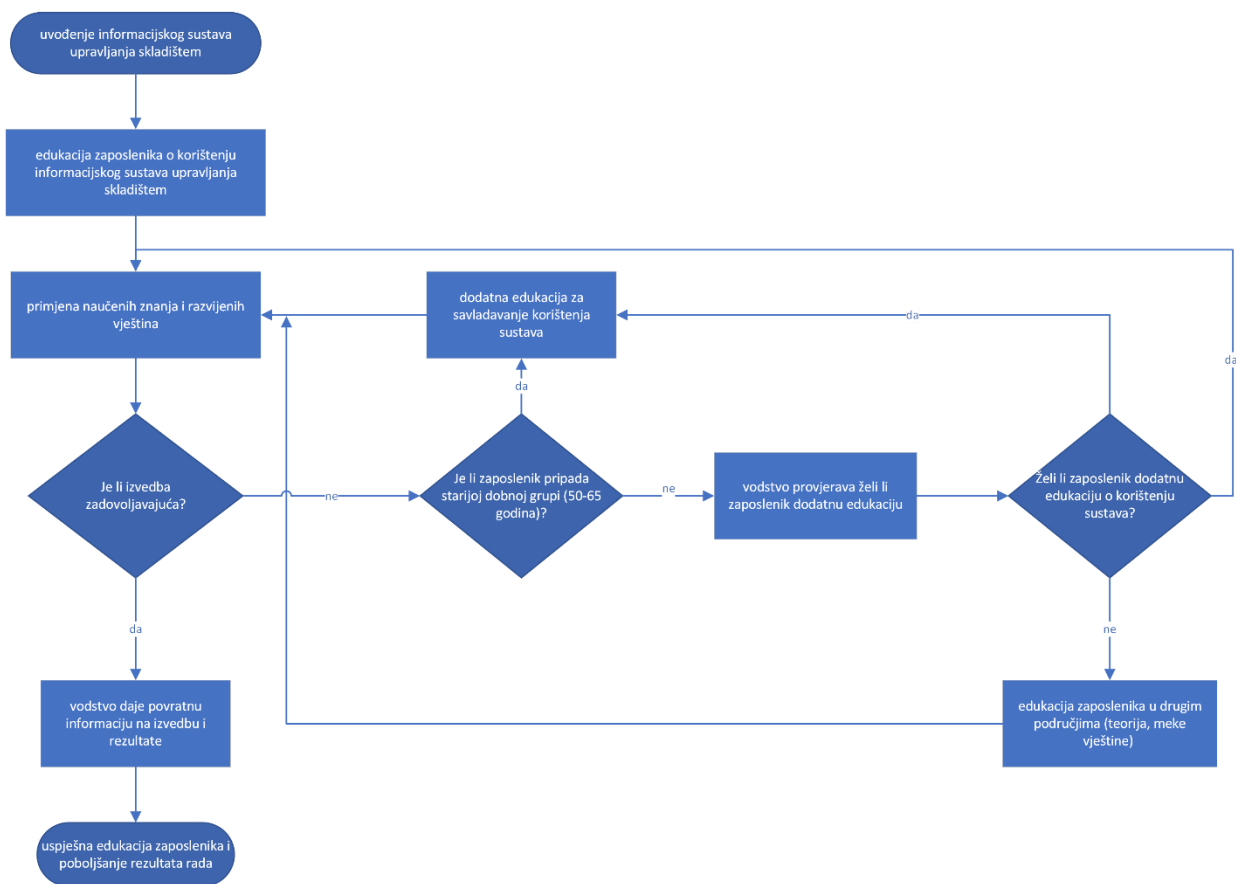 uvođenje informacijskog sustava
upravljanja skladištem
edukacija zaposlenika o korištenju
informacijskog sustava upravljanja
skladištem
primjena naučenih znanja i razvijenih
vještina
dodatna edukacija za
savladavanje korištenja
sustava
da
da
da
Je li izvedba
zadovoljavajuća?
ne
Je li zaposlenik pripada
starijoj dobnoj grupi (50-65
godina)?
ne
vodstvo provjerava želi li
zaposlenik dodatnu edukaciju
Želi li zaposlenik dodatnu
edukaciju o korištenju
sustava?
da
ne
vodstvo daje povratnu
informaciju na izvedbu i
rezultate
edukacija zaposlenika u drugim
područjima (teorija, meke
vještine)
uspješna edukacija zaposlenika i
poboljšanje rezultata rada